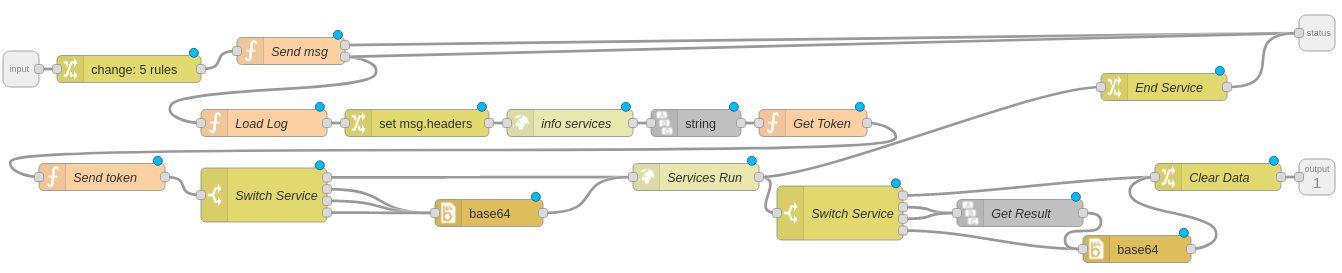 status
input
change: 5 rules
Send msg
End Service
Load Log
set msg.headers
info services
string
Get Token
Send token
Switch Service
base64
Services Run
Switch Service
Get Result
base64
Clear Data
output
1